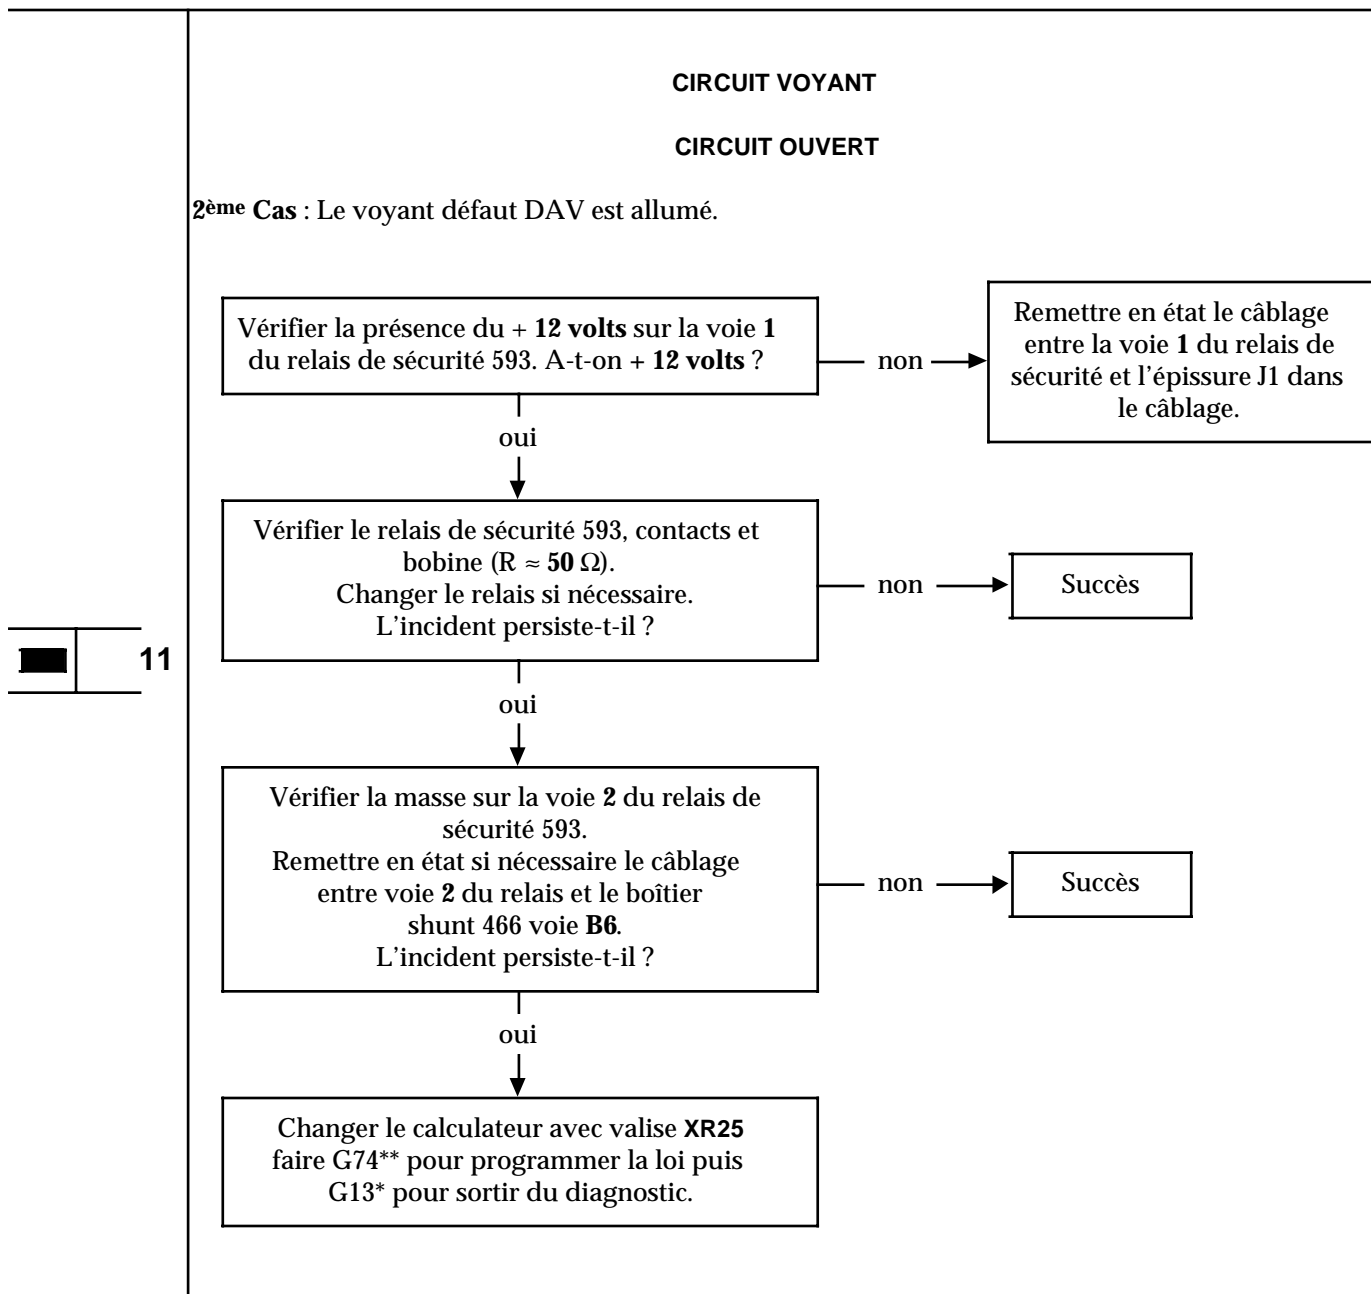 CIRCUIT VOYANT
CIRCUIT OUVERT
2ème Cas : Le voyant défaut DAV est allumé.
Vérifier la présence du + 12 volts sur la voie 1
du relais de sécurité 593. A-t-on + 12 volts ?
non
Remettre en état le câblage
entre la voie 1 du relais de
sécurité et l'épissure J1 dans
le câblage.
oui
Vérifier le relais de sécurité 593, contacts et
bobine (R ≈ 50 Ω).
Changer le relais si nécessaire.
L'incident persiste-t-il ?
non
Succès
11
oui
Vérifier la masse sur la voie 2 du relais de
sécurité 593.
Remettre en état si nécessaire le câblage
entre voie 2 du relais et le boîtier
shunt 466 voie B6.
L'incident persiste-t-il ?
non
Succès
oui
Changer le calculateur avec valise XR25
faire G74** pour programmer la loi puis
G13* pour sortir du diagnostic.